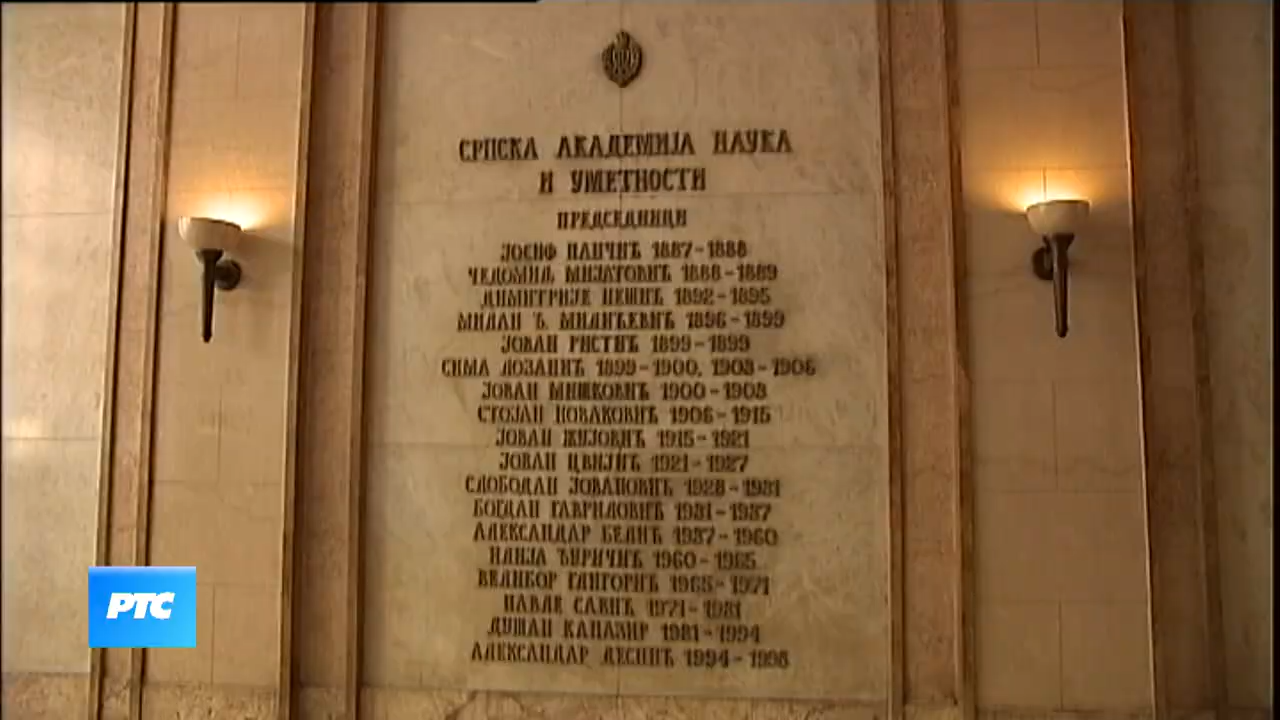 СРПСКА АКАДЕМИЈА НАУКА
И УМЕТНОСТИ
ПРЕДСЕДНИЦИ
ЈОСИФ ПАНЧИЋ 1887-1888
ЧЕДОМИЉ МИЈАТОВИЋ 1888-1889
ДИМИТРИЈЕ НЕШИЋ 1892-1895
МИЛАН Ђ. МИЛИЋЕВИЋ 1896-1899
ЈОВАН РИСТИЋ 1899-1899
СИМА ЛОЗАНИЋ 1899-1900, 1903-1906
ЈОВАН МИШКОВИЋ 1900-1903
СТОЈАН НОВАКОВИЋ 1906-1915
ЈОВАН ЖУЈОВИЋ 1915-1921
ЈОВАН ЦВИЈИЋ 1921-1927
СЛОБОДАН ЈОВАНОВИЋ 1928-1931
БОГДАН ГАВРИЛОВИЋ 1931-1937
АЛЕКСАНДАР БЕЛИЋ 1937-1960
ИЛИЈА ЂУРИЧИЋ 1960-1965
ВЕЛИБОР ГЛИГОРИЋ 1965-1971
ПАВЛЕ САВИЋ 1971-1981
ДУШАН КАНАЗИР 1981-1994
АЛЕКСАНДАР ДЕСПИЋ 1994-1998
РТС